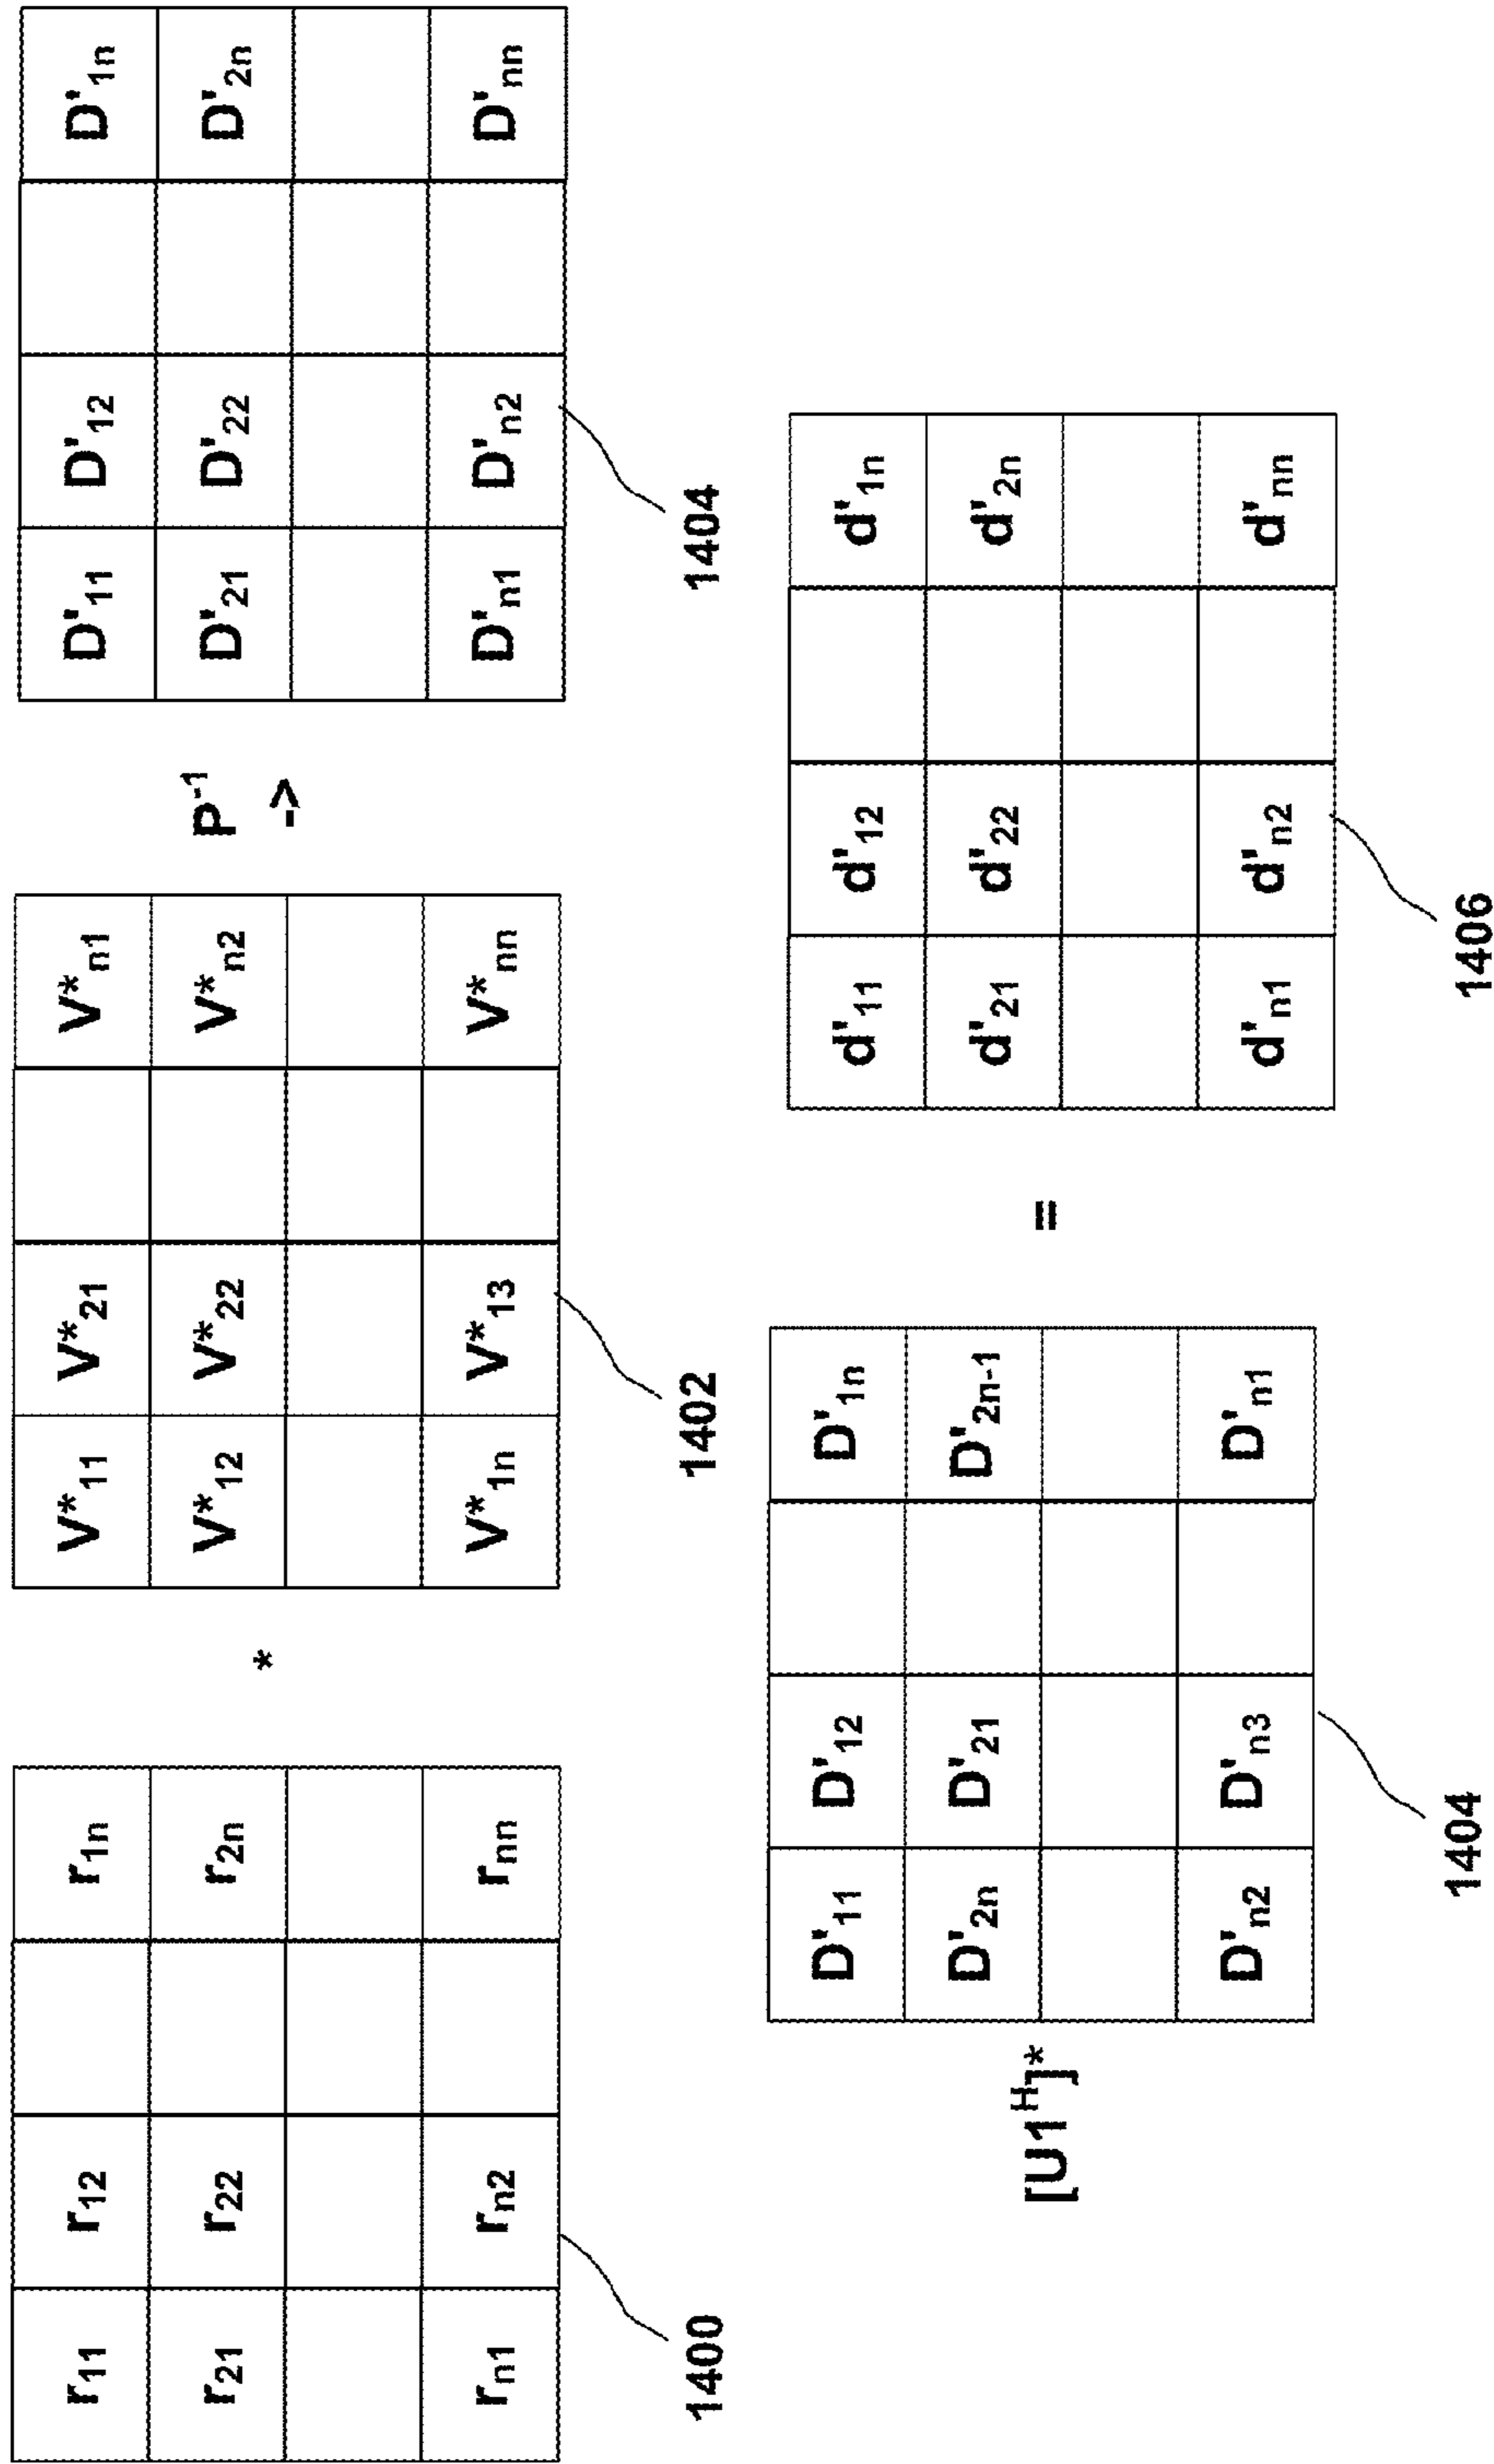 r11 r12 r1n
r21 r22 r2n
rn1 rn2 rnn
1400
*
V*11 V*21 V*n1
V*12 V*22 V*n2
V*1n V*13 V*nn
1402
P-1
->
D'11 D'12 D'1n
D'21 D'22 D'2n
D'n1 D'n2 D'nn
1404
[U1H]*
D'11 D'12 D'1n
D'2n D'21 D'2n-1
D'n2 D'n3 D'n1
1404
=
d'11 d'12 d'1n
d'21 d'22 d'2n
d'n1 d'n2 d'nn
1406